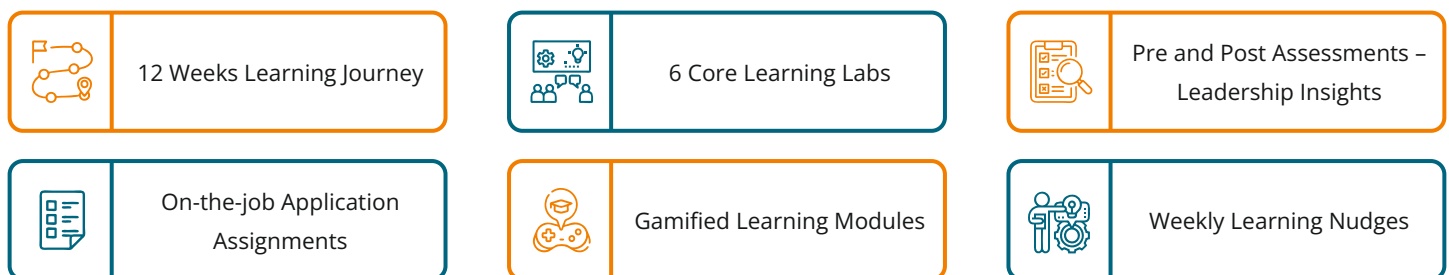 12 Weeks Learning Journey
6 Core Learning Labs
Pre and Post Assessments –
Leadership Insights
On-the-job Application
Assignments
Gamified Learning Modules
Weekly Learning Nudges